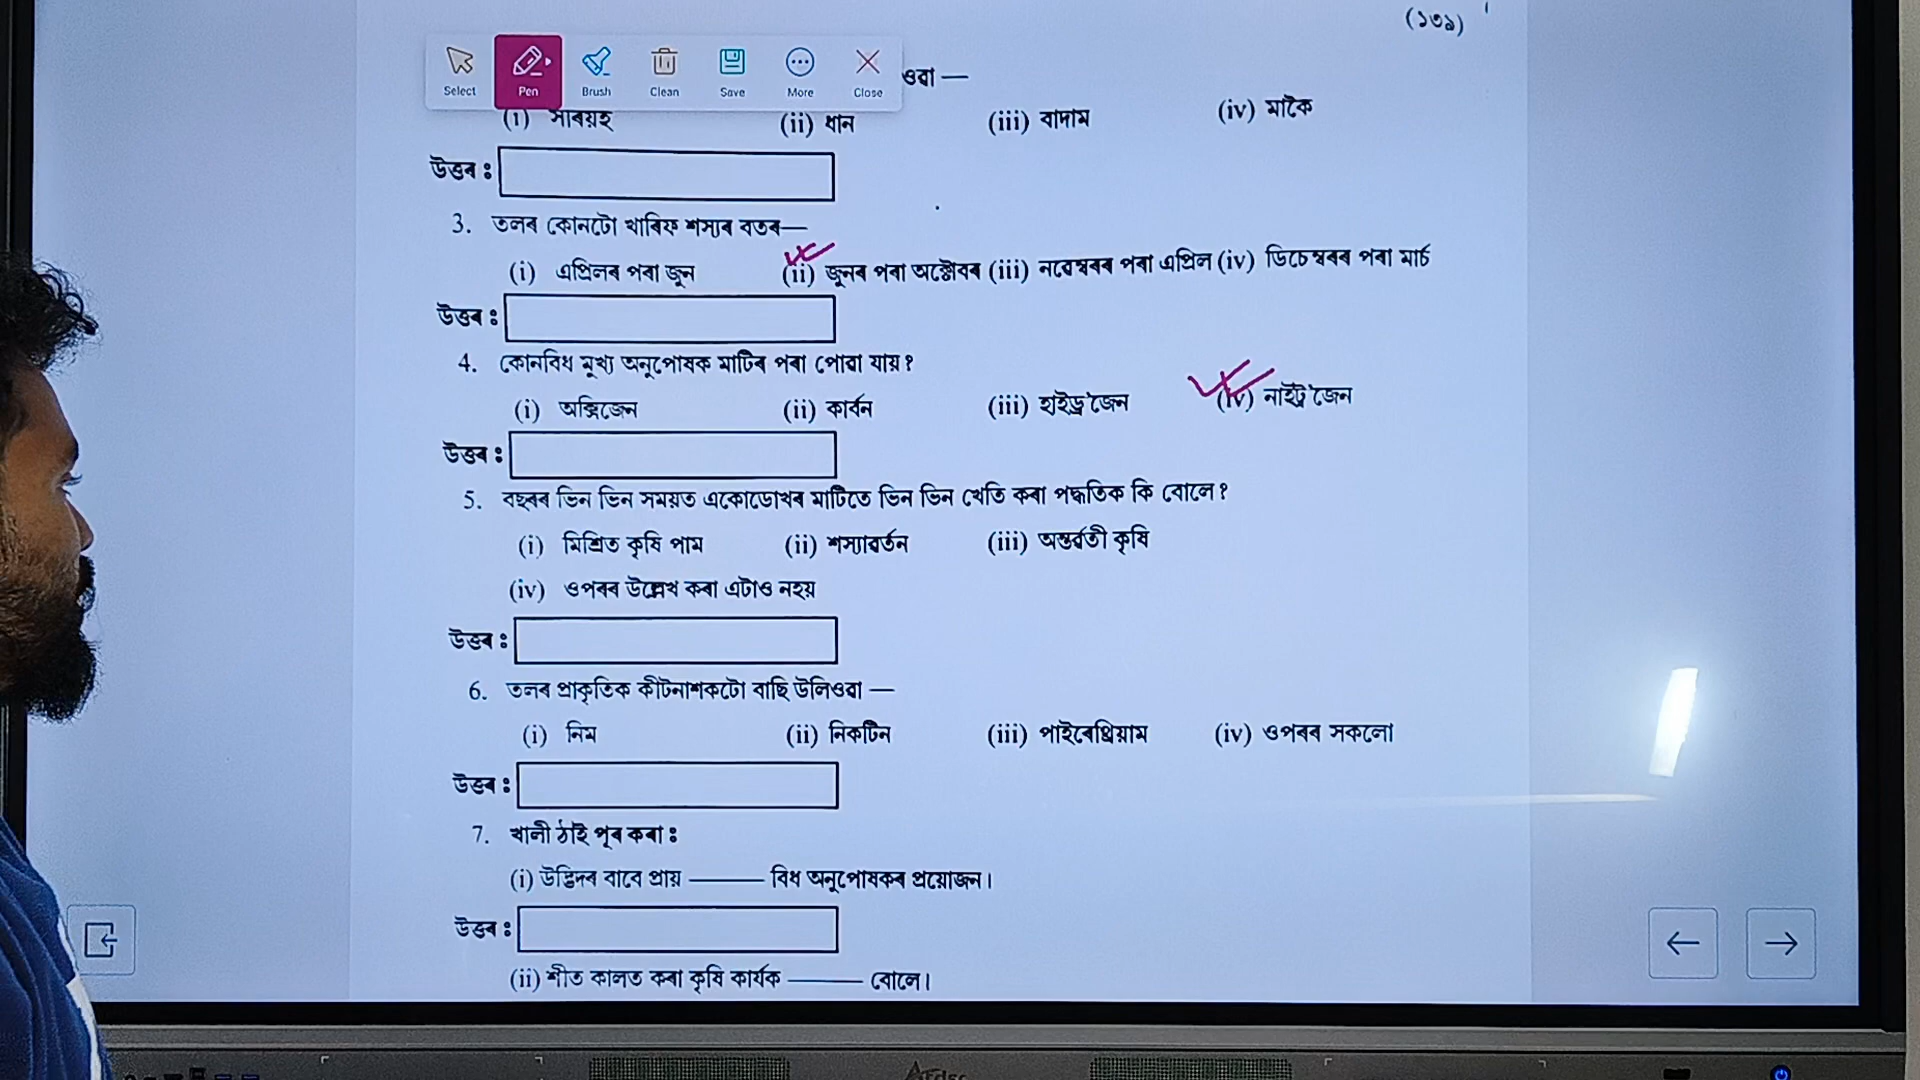 (১৩৯)
Select Pen Brush Clean Save More Close
ওৱা —
(i) সৰিয়হ (ii) ধান (iii) বাদাম (iv) মাকৈ
উত্তৰ ঃ
3. তলৰ কোনটো খাৰিফ শস্যৰ বতৰ—
(i) এপ্ৰিলৰ পৰা জুন (ii) জুনৰ পৰা অক্টোবৰ (iii) নৱেম্বৰৰ পৰা এপ্ৰিল (iv) ডিচেম্বৰৰ পৰা মাৰ্চ
উত্তৰ ঃ
4. কোনবিধ মুখ্য অনুপোষক মাটিৰ পৰা পোৱা যায়?
(i) অক্সিজেন (ii) কাৰ্বন (iii) হাইড্ৰ'জেন (iv) নাইট্ৰ'জেন
উত্তৰ ঃ
5. বছৰৰ ভিন ভিন সময়ত একোডোখৰ মাটিতে ভিন ভিন খেতি কৰা পদ্ধতিক কি বোলে?
(i) মিশ্ৰিত কৃষি পাম (ii) শস্যাৱৰ্তন (iii) অন্তৰ্বৰ্তী কৃষি
(iv) ওপৰৰ উল্লেখ কৰা এটাও নহয়
উত্তৰ ঃ
6. তলৰ প্ৰাকৃতিক কীটনাশকটো বাছি উলিওৱা —
(i) নিম (ii) নিকটিন (iii) পাইৰেথ্ৰিয়াম (iv) ওপৰৰ সকলো
উত্তৰ ঃ
7. খালী ঠাই পূৰ কৰা ঃ
(i) উদ্ভিদৰ বাবে প্ৰায় ——— বিধ অনুপোষকৰ প্ৰয়োজন।
উত্তৰ ঃ
(ii) শীত কালত কৰা কৃষি কাৰ্যক ——— বোলে।